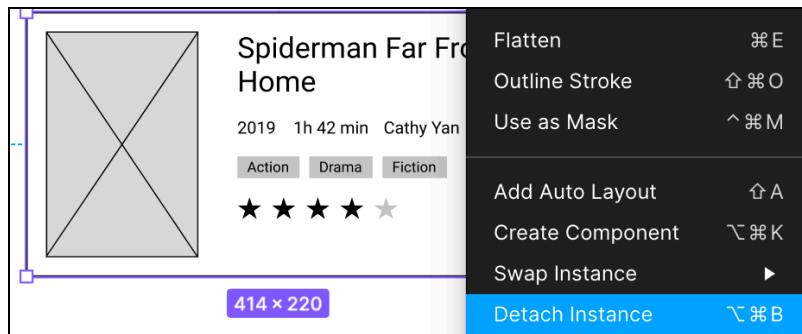 Spiderman Far Fro
Home
2019 1h 42 min Cathy Yan
Action Drama Fiction
414 × 220
Flatten ⌘E
Outline Stroke ⇧⌘O
Use as Mask ^⌘M
Add Auto Layout ⇧A
Create Component ⌥⌘K
Swap Instance ▶
Detach Instance ⌥⌘B